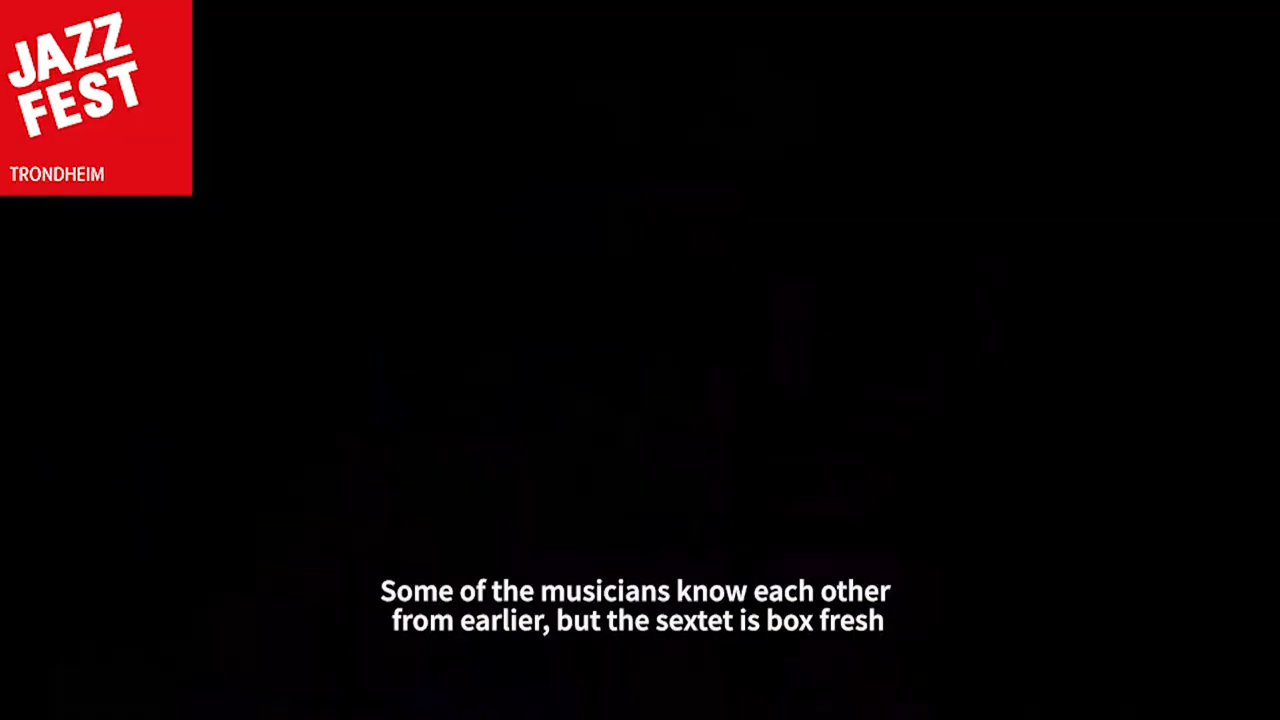 JAZZ
FEST
TRONDHEIM
Some of the musicians know each other
from earlier, but the sextet is box fresh